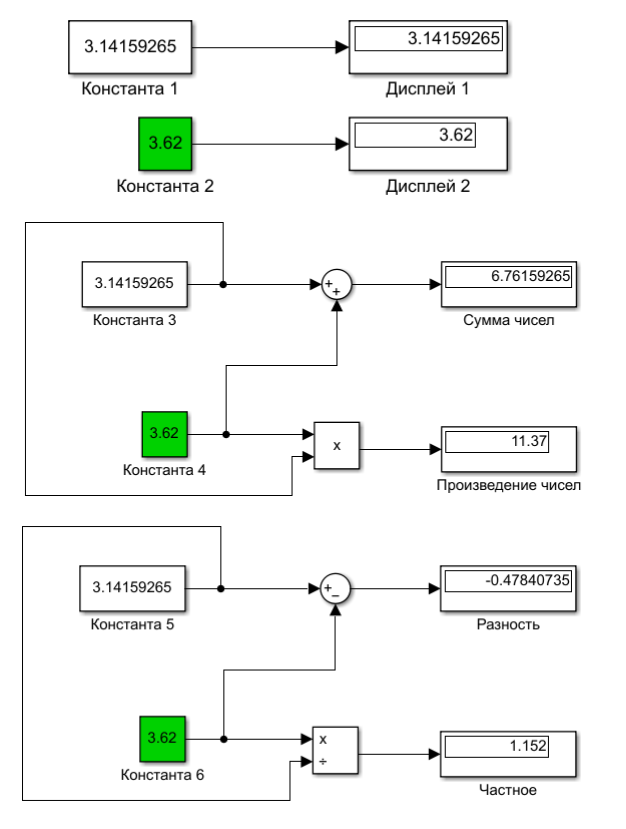 3.14159265
3.14159265
Константа 1
Дисплей 1
3.62
3.62
Константа 2
Дисплей 2
3.14159265
+
+
6.76159265
Константа 3
Сумма чисел
3.62
x
11.37
Константа 4
Произведение чисел
3.14159265
+
−
-0.47840735
Константа 5
Разность
3.62
x
÷
1.152
Константа 6
Частное